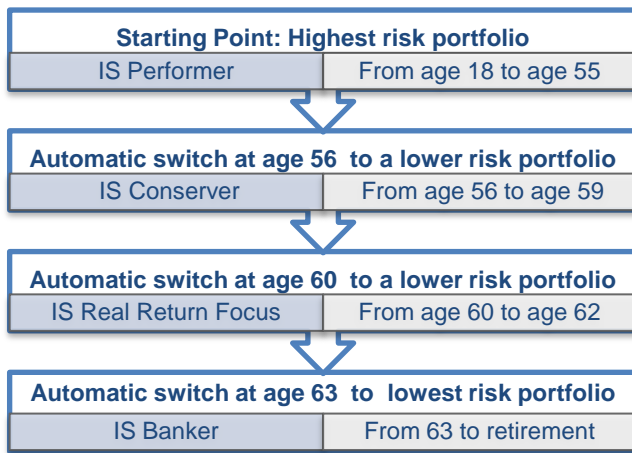 Starting Point: Highest risk portfolio
IS Performer From age 18 to age 55
Automatic switch at age 56 to a lower risk portfolio
IS Conserver From age 56 to age 59
Automatic switch at age 60 to a lower risk portfolio
IS Real Return Focus From age 60 to age 62
Automatic switch at age 63 to lowest risk portfolio
IS Banker From 63 to retirement